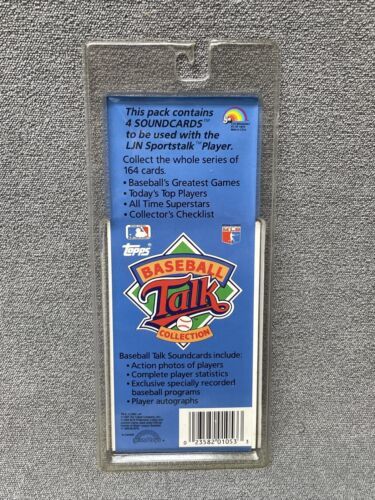 This pack contains
4 SOUNDCARDS™
to be used with the
LJN Sportstalk™ Player.
Collect the whole series of
164 cards.
• Baseball's Greatest Games
• Today's Top Players
• All Time Superstars
• Collector's Checklist
Topps
BASEBALL
Talk
COLLECTION
Baseball Talk Soundcards include:
• Action photos of players
• Complete player statistics
• Exclusive specially recorded
baseball programs
• Player autographs
0 23582 01053